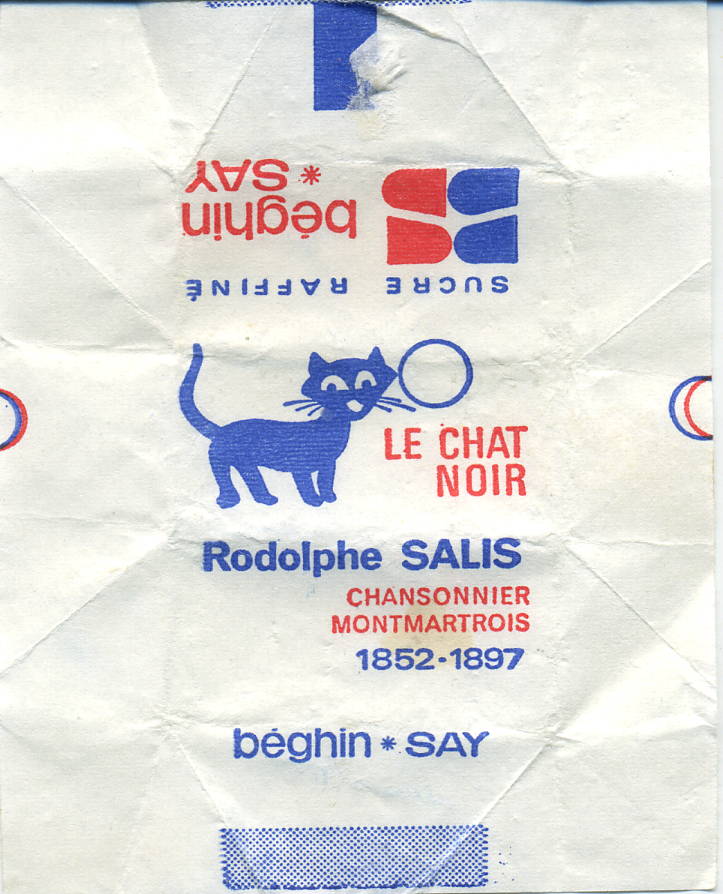 SUCRE RAFFINÉ
béghin
* SAY
LE CHAT
NOIR
Rodolphe SALIS
CHANSONNIER
MONTMARTROIS
1852-1897
béghin * SAY